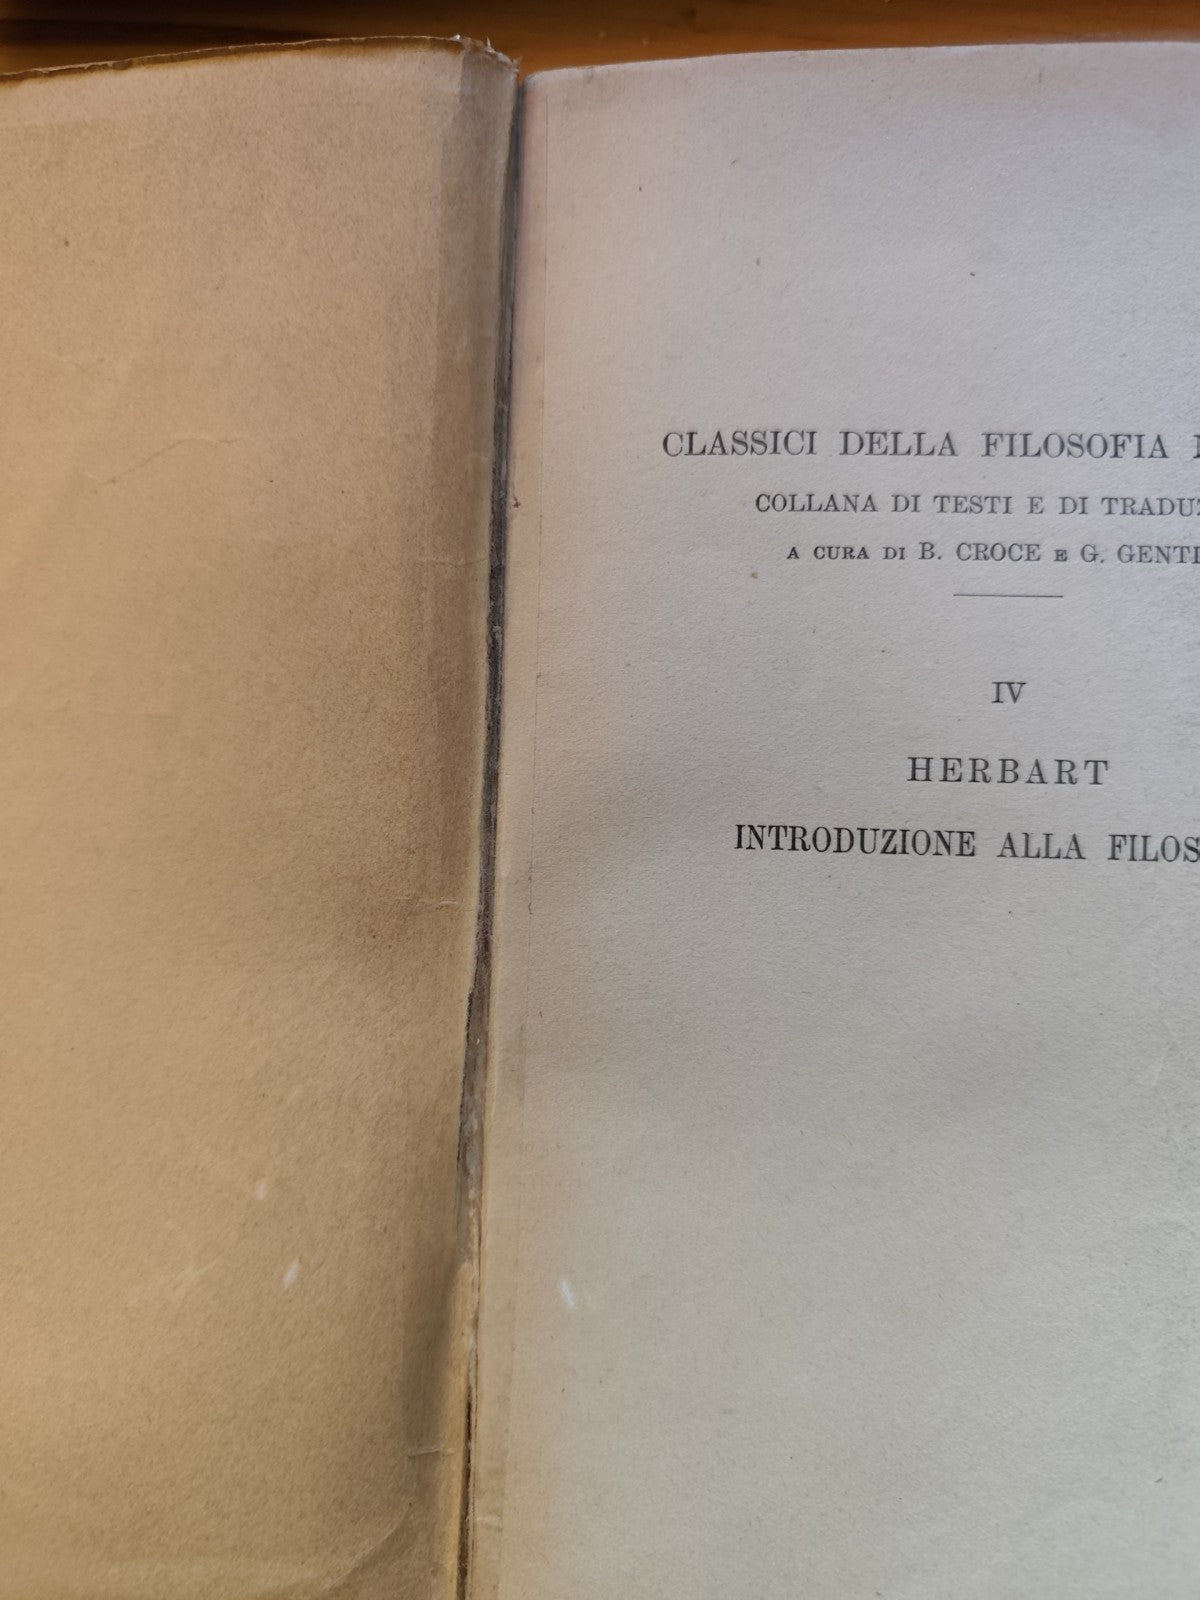 CLASSICI DELLA FILOSOFIA
COLLANA DI TESTI E DI
A CURA DI B. CROCE E G.
IV
HERBART
INTRODUZIONE ALLA